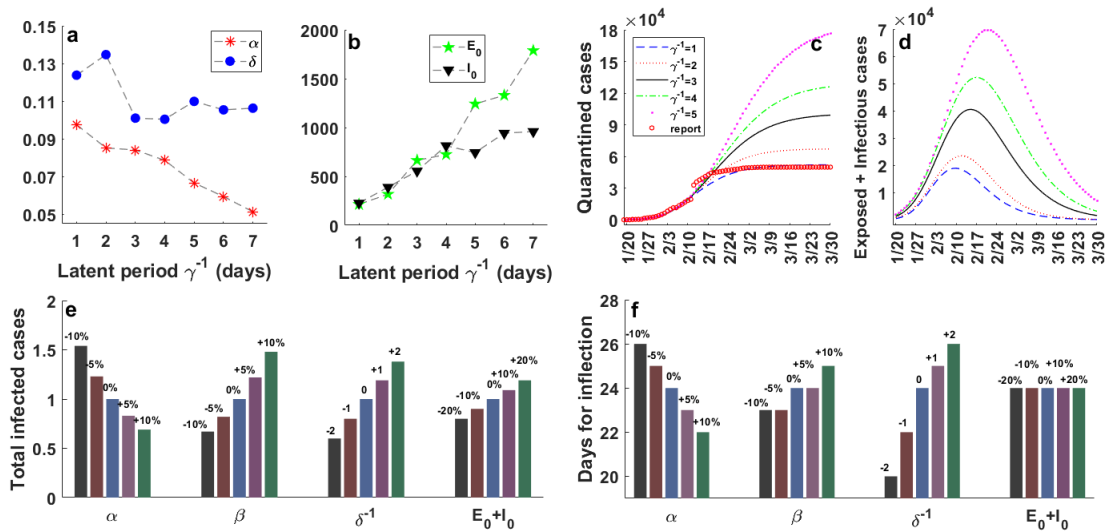 a
α
δ
0.15
0.13
0.11
0.09
0.07
0.05
1 2 3 4 5 6 7
Latent period γ⁻¹ (days)
b
E₀
I₀
2000
1500
1000
500
0
1 2 3 4 5 6 7
Latent period γ⁻¹ (days)
×10⁴
c
Quarantined cases
18
15
12
9
6
3
0
γ⁻¹=1
γ⁻¹=2
γ⁻¹=3
γ⁻¹=4
γ⁻¹=5
report
1/20 1/27 2/3 2/10 2/17 2/24 3/2 3/9 3/16 3/23 3/30
×10⁴
d
Exposed + Infectious cases
7
6
5
4
3
2
1
0
1/20 1/27 2/3 2/10 2/17 2/24 3/2 3/9 3/16 3/23 3/30
e
Total infected cases
2
1.5
1
0.5
0
-10% -5% 0% +5% +10%
-10% -5% 0% +5% +10%
-2 -1 0 +1 +2
-20% -10% 0% +10% +20%
α β δ⁻¹ E₀+I₀
f
Days for inflection
28
26
24
22
20
-10% -5% 0% +5% +10%
-10% -5% 0% +5% +10%
-2 -1 0 +1 +2
-20% -10% 0% +10% +20%
α β δ⁻¹ E₀+I₀